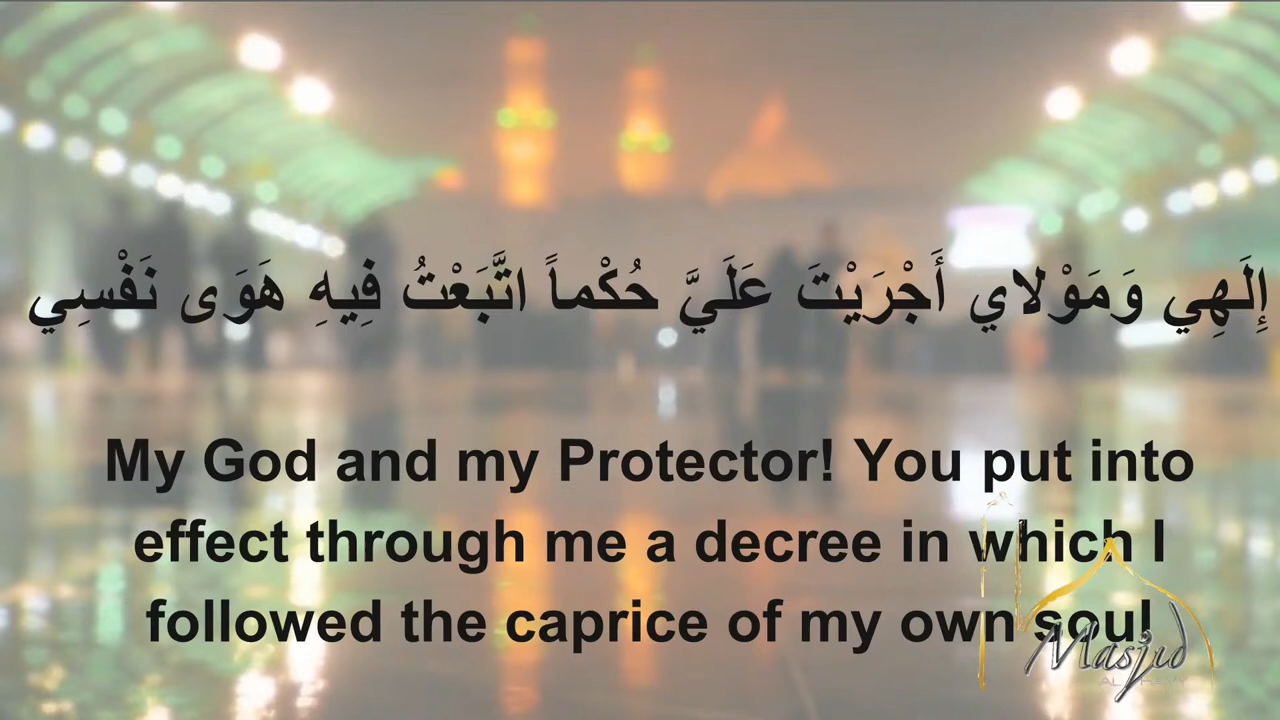 إِلَهِي وَمَوْلاي أَجْرَيْتَ عَلَيَّ حُكْماً اتَّبَعْتُ فِيهِ هَوَى نَفْسِي
My God and my Protector! You put into
effect through me a decree in which I
followed the caprice of my own soul
Masjid
AL